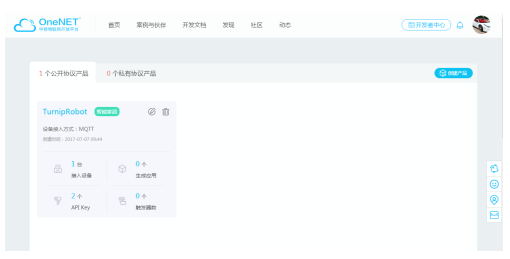 OneNET
中移物联网开放平台
首页 案例与伙伴 开发文档 发现 社区 动态 开发者中心
1 个公开协议产品 0 个私有协议产品 创建产品
TurnipRobot 智能家居
设备接入方式：MQTT
创建时间：2017-07-07 09:44
1 台 0 个
接入设备 生成应用
2 个 0 个
API Key 触发器数